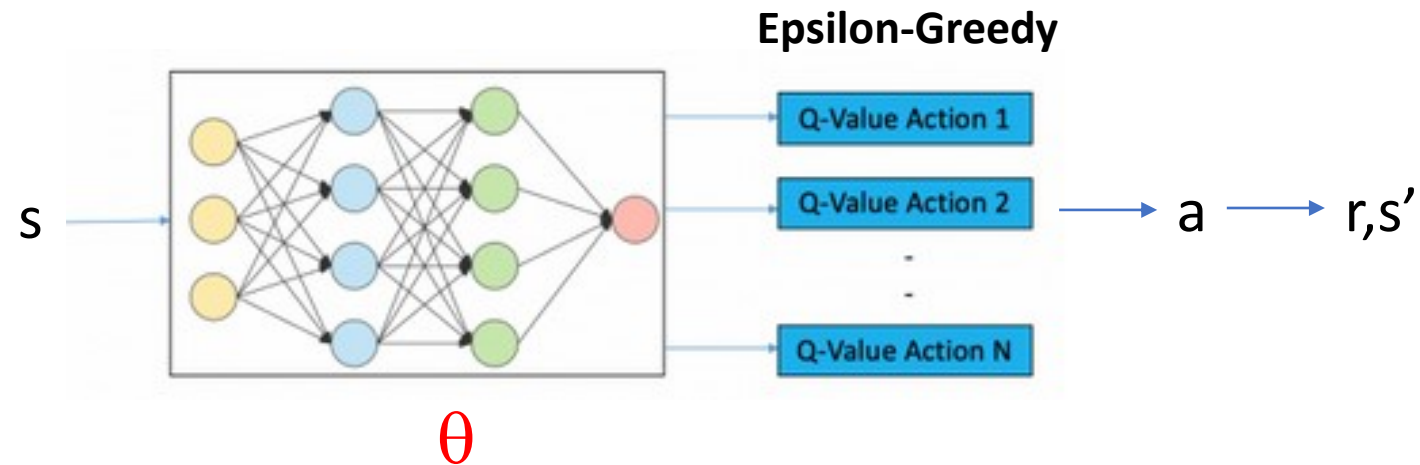 Epsilon-Greedy
s
Q-Value Action 1
Q-Value Action 2
-
-
Q-Value Action N
a
r,s’
θ